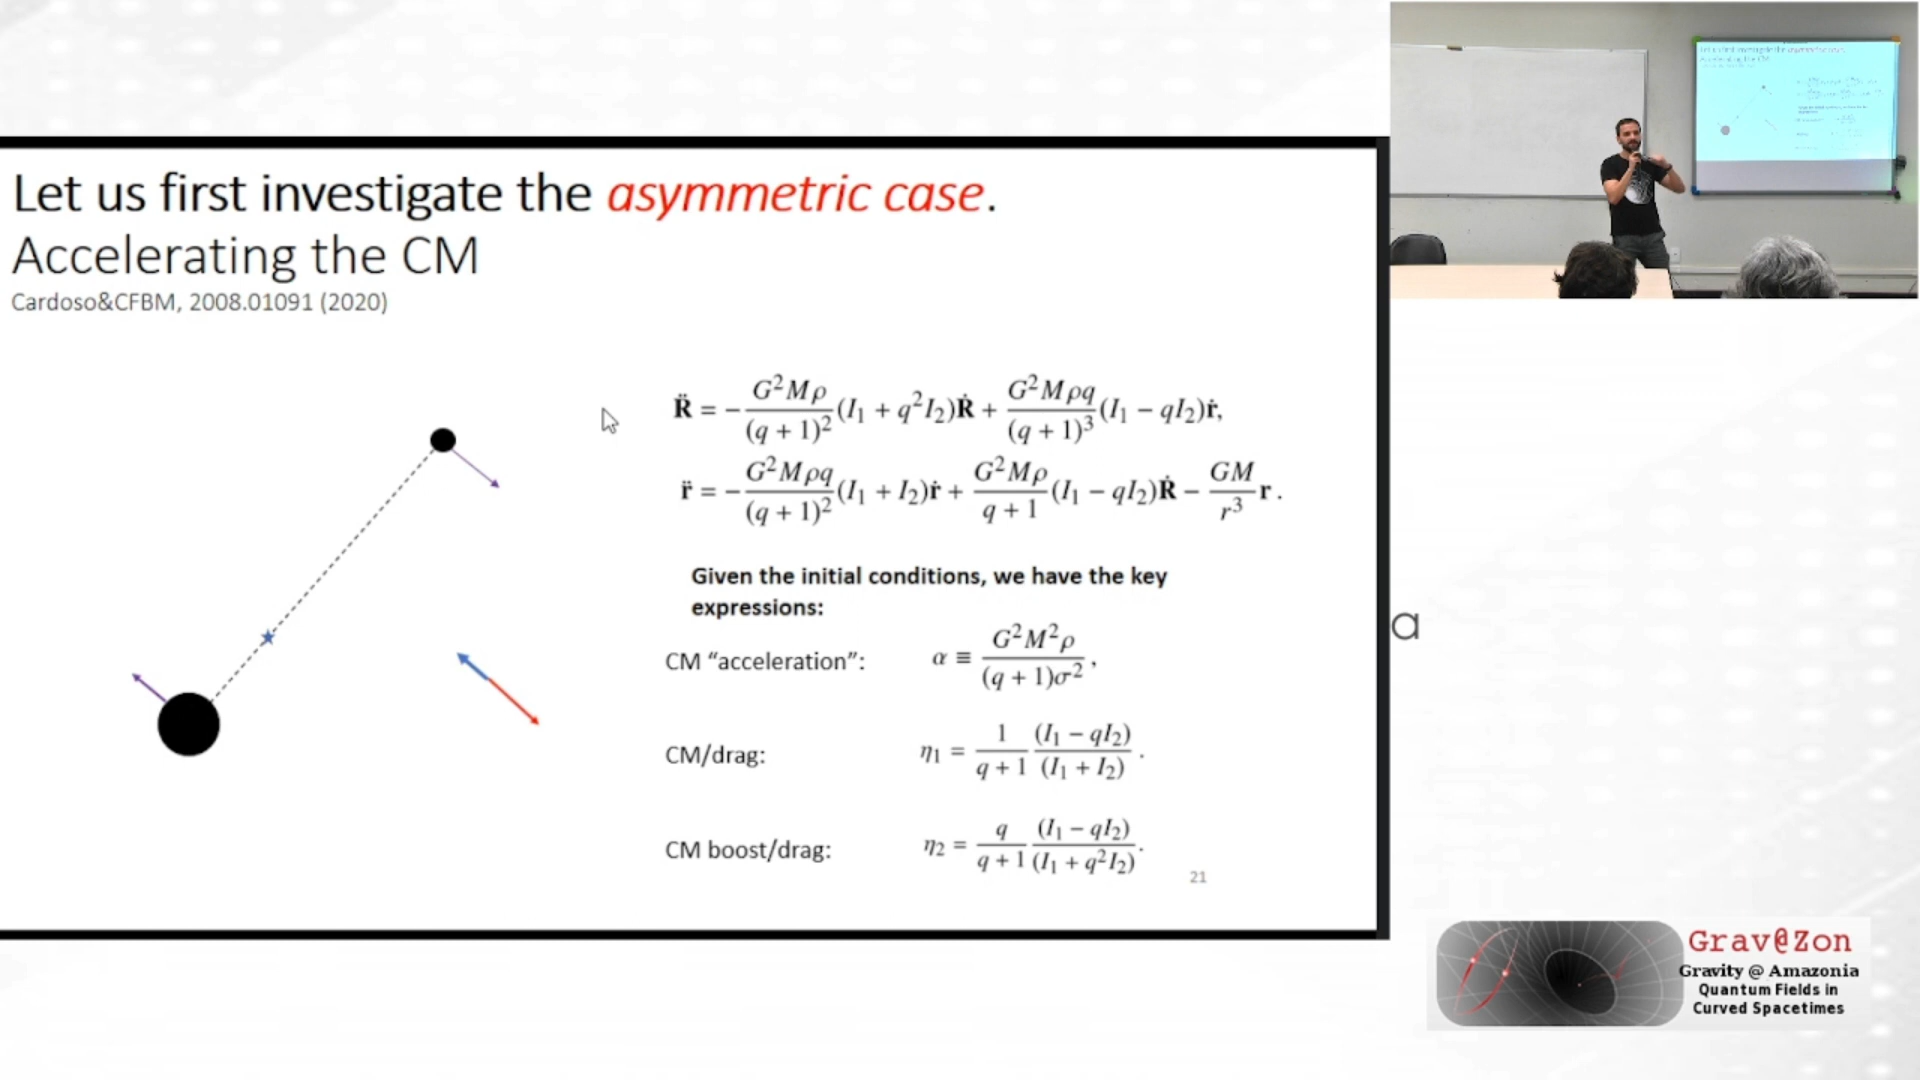 Let us first investigate the asymmetric case.
Accelerating the CM
Cardoso&CFBM, 2008.01091 (2020)
R̈ = − G²Mρ/(q + 1)² (I₁ + q²I₂)Ṙ + G²Mρq/(q + 1)³ (I₁ − qI₂)ṙ,
r̈ = − G²Mρq/(q + 1)² (I₁ + I₂)ṙ + G²Mρ/q + 1 (I₁ − qI₂)Ṙ − GM/r³ r .
Given the initial conditions, we have the key
expressions:
CM “acceleration”: α ≡ G²M²ρ/(q + 1)σ² ,
CM/drag: η₁ = 1/q + 1 (I₁ − qI₂)/(I₁ + I₂) .
CM boost/drag: η₂ = q/q + 1 (I₁ − qI₂)/(I₁ + q²I₂) .
21
a
Grav@Zon
Gravity @ Amazonia
Quantum Fields in
Curved Spacetimes